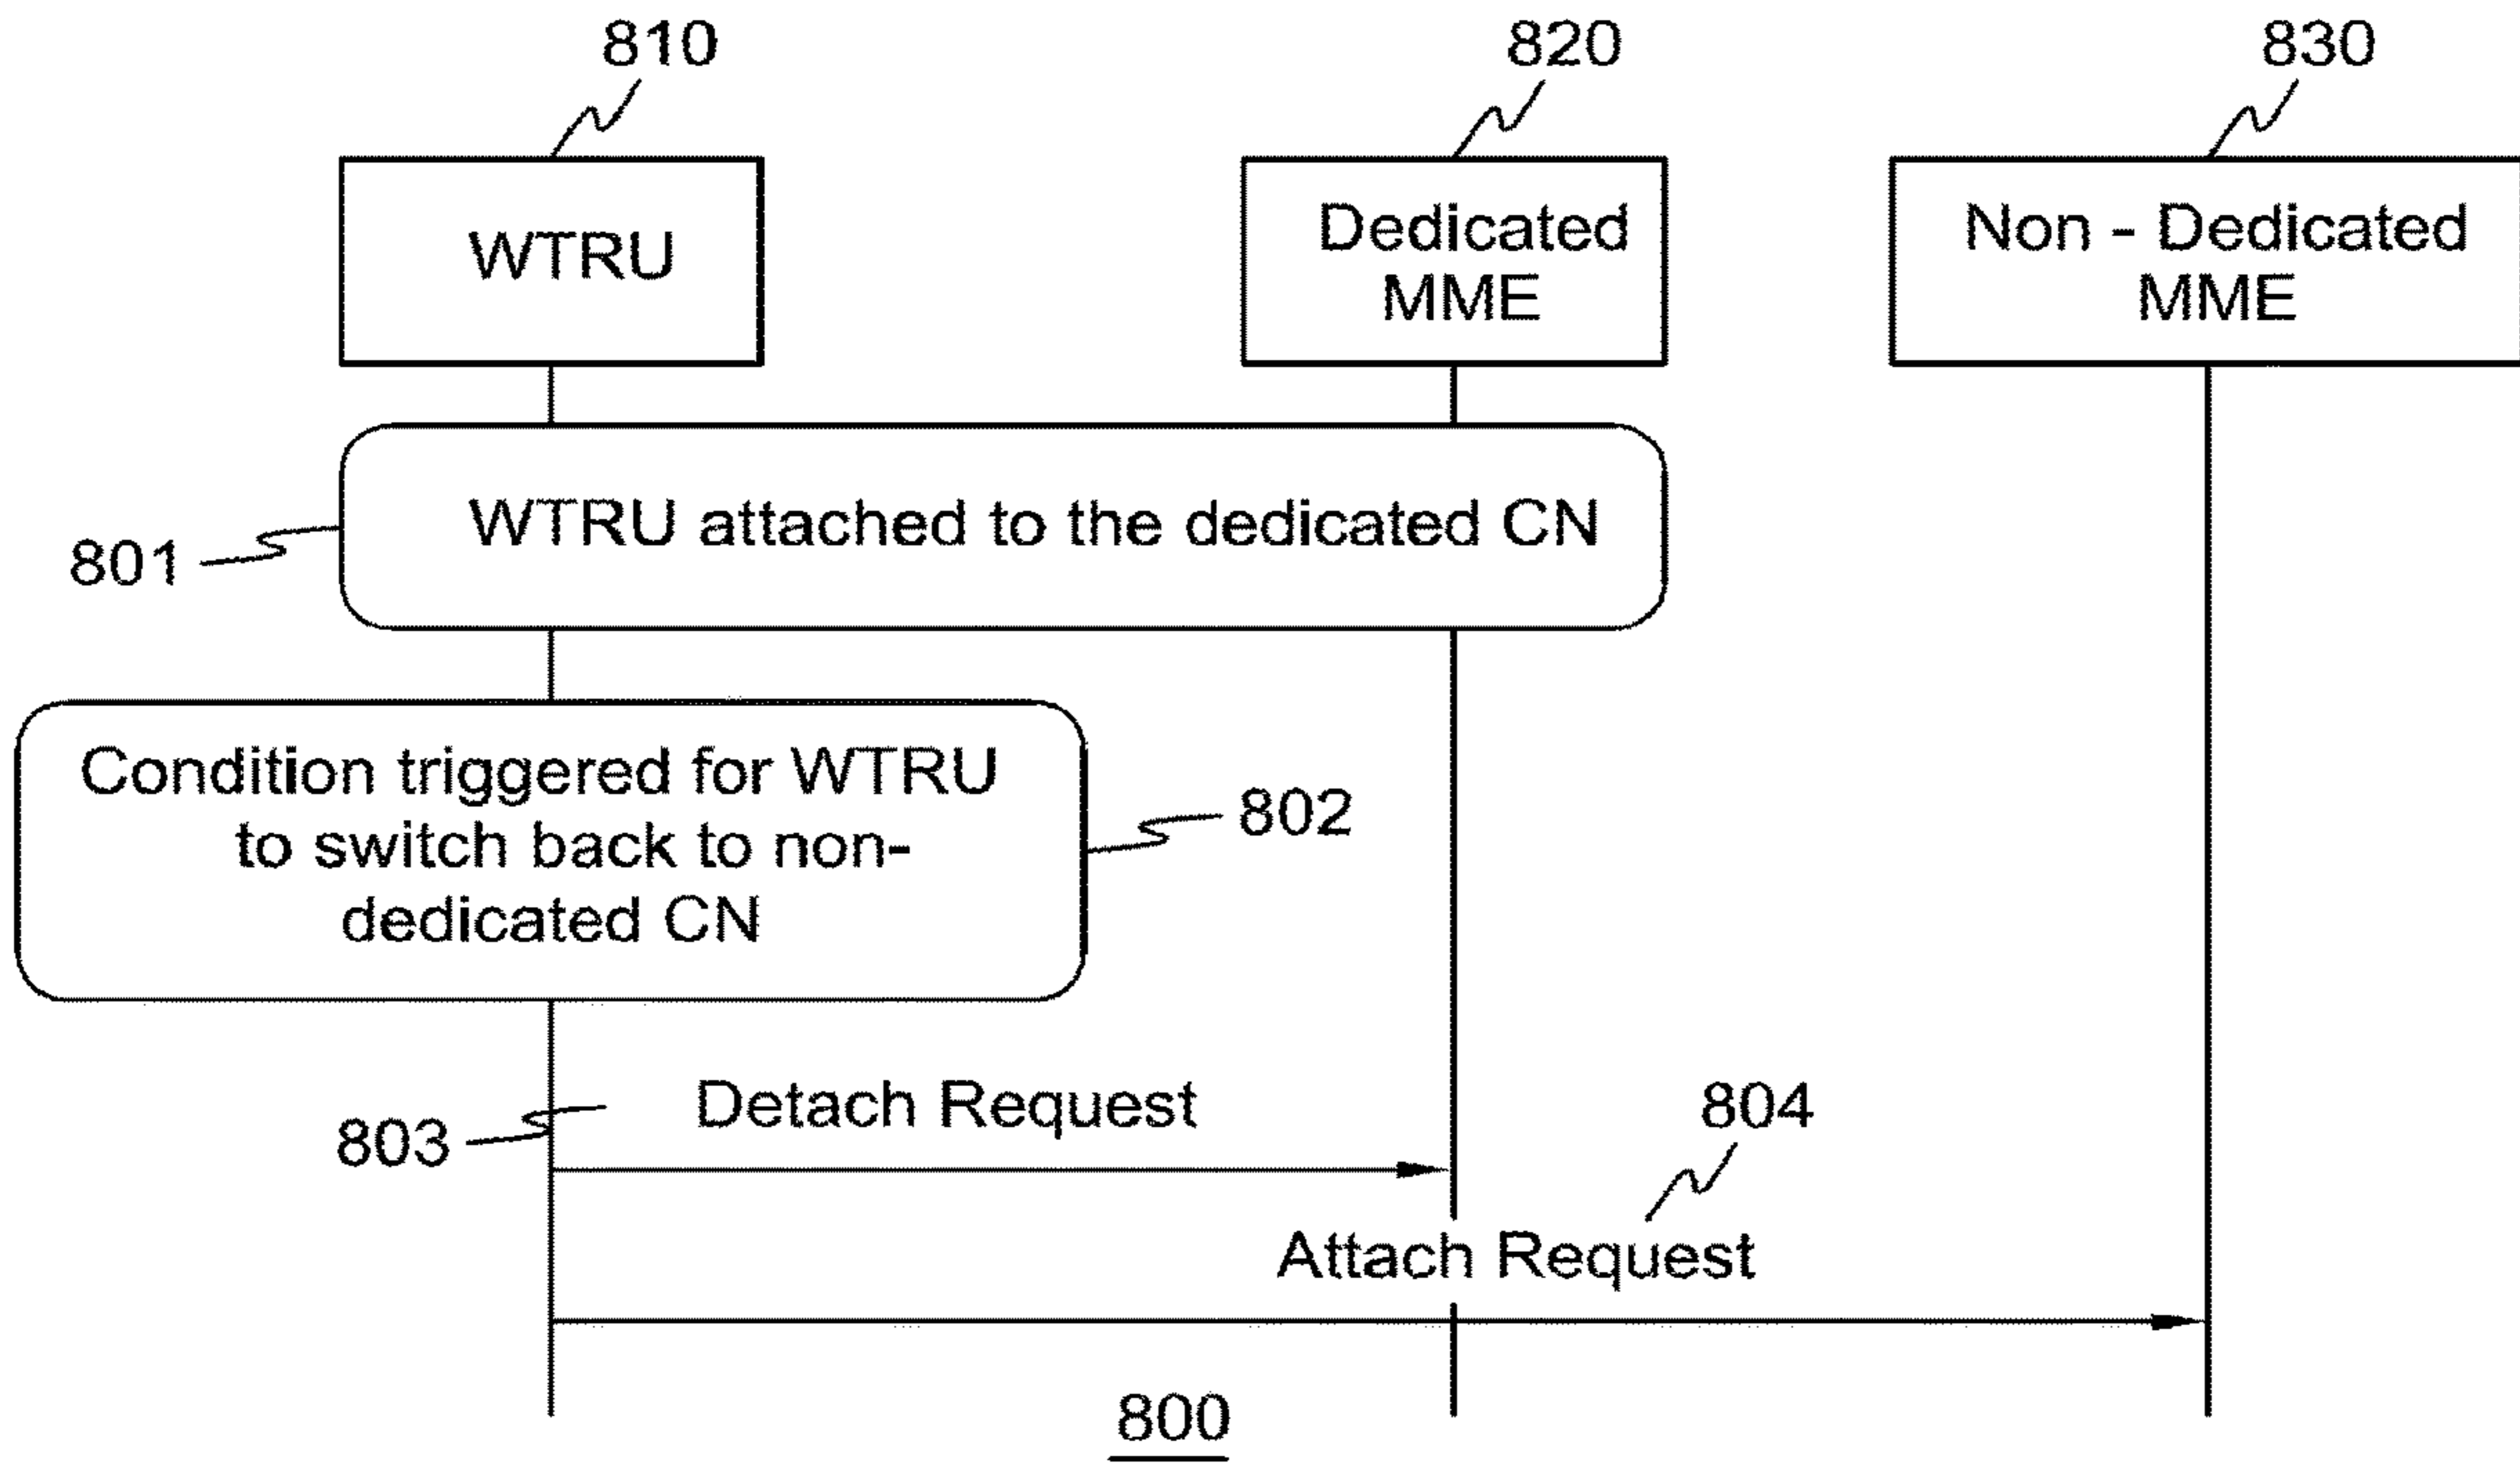 810
820
830
WTRU
Dedicated
MME
Non - Dedicated
MME
WTRU attached to the dedicated CN
801
Condition triggered for WTRU
to switch back to non-
dedicated CN
802
Detach Request
803
804
Attach Request
800